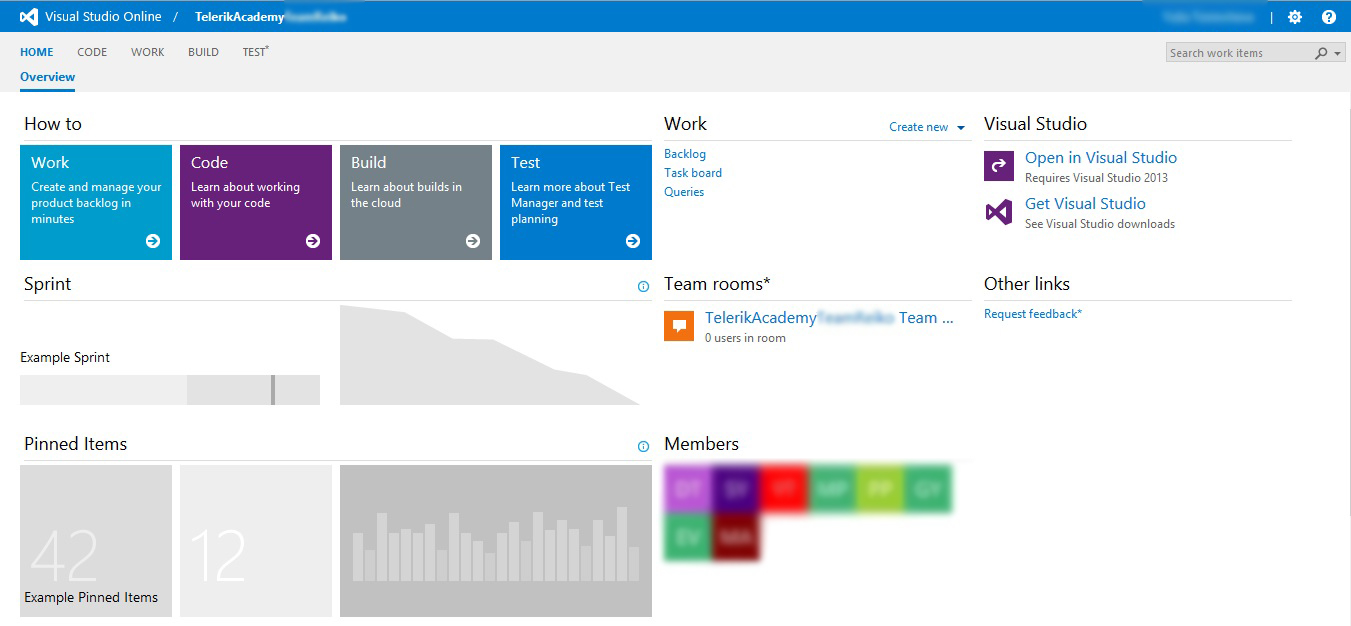 Visual Studio Online / TelerikAcademy
HOME CODE WORK BUILD TEST*
Search work items
Overview
How to
Work
Create and manage your
product backlog in
minutes
Code
Learn about working
with your code
Build
Learn about builds in
the cloud
Test
Learn more about Test
Manager and test
planning
Work
Create new
Backlog
Task board
Queries
Visual Studio
Open in Visual Studio
Requires Visual Studio 2013
Get Visual Studio
See Visual Studio downloads
Sprint
Example Sprint
Team rooms*
TelerikAcademy Team ...
0 users in room
Other links
Request feedback*
Pinned Items
42
Example Pinned Items
12
Members